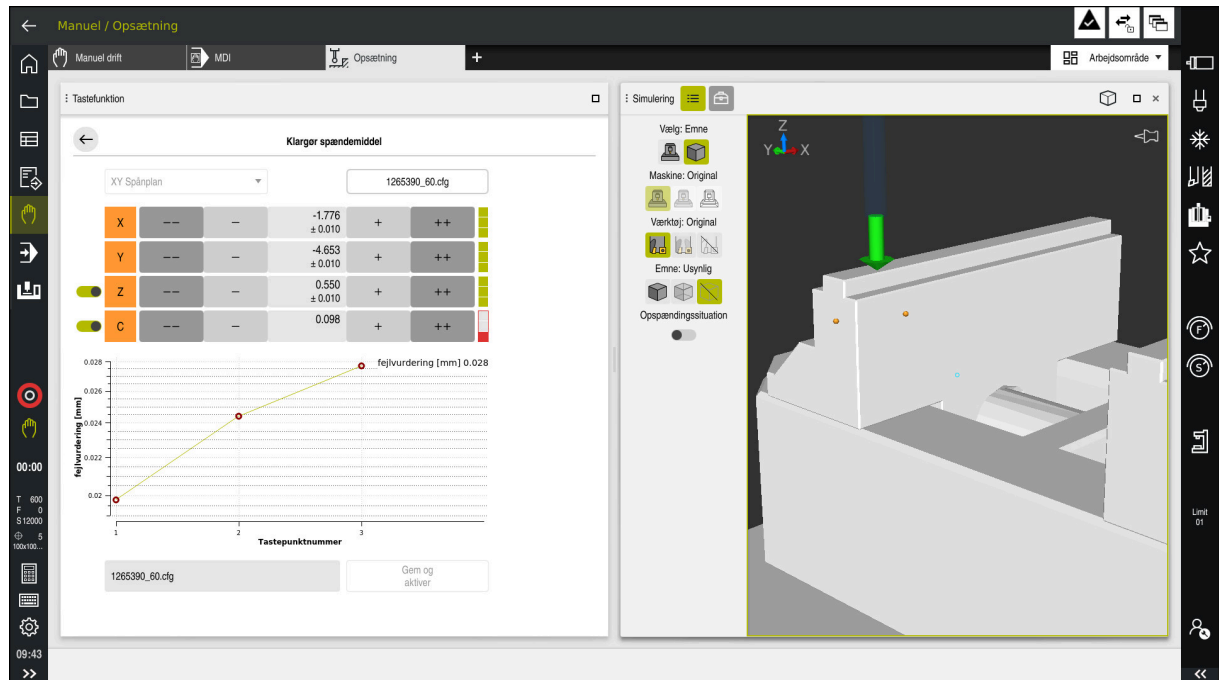 Manuel / Opsætning
Manuel drift
MDI
Opsætning
+
Arbejdsområde
Tastefunktion
Klargør spændemiddel
XY Spånplan
1265390_60.cfg
X −− − -1.776 + ++
± 0.010
Y −− − -4.653 + ++
± 0.010
Z −− − 0.550 + ++
± 0.010
C −− − 0.098 + ++
fejlvurdering [mm] 0.028
fejlvurdering [mm]
0.028
0.026
0.024
0.022
0.02
1 2 3
Tastepunktnummer
1265390_60.cfg
Gem og
aktiver
Simulering
Vælg: Emne
Maskine: Original
Værktøj: Original
Emne: Usynlig
Opspændingssituation
Z
Y X
00:00
T 600
F 0
S 12000
5
100x100...
09:43
F
S
Limit
01